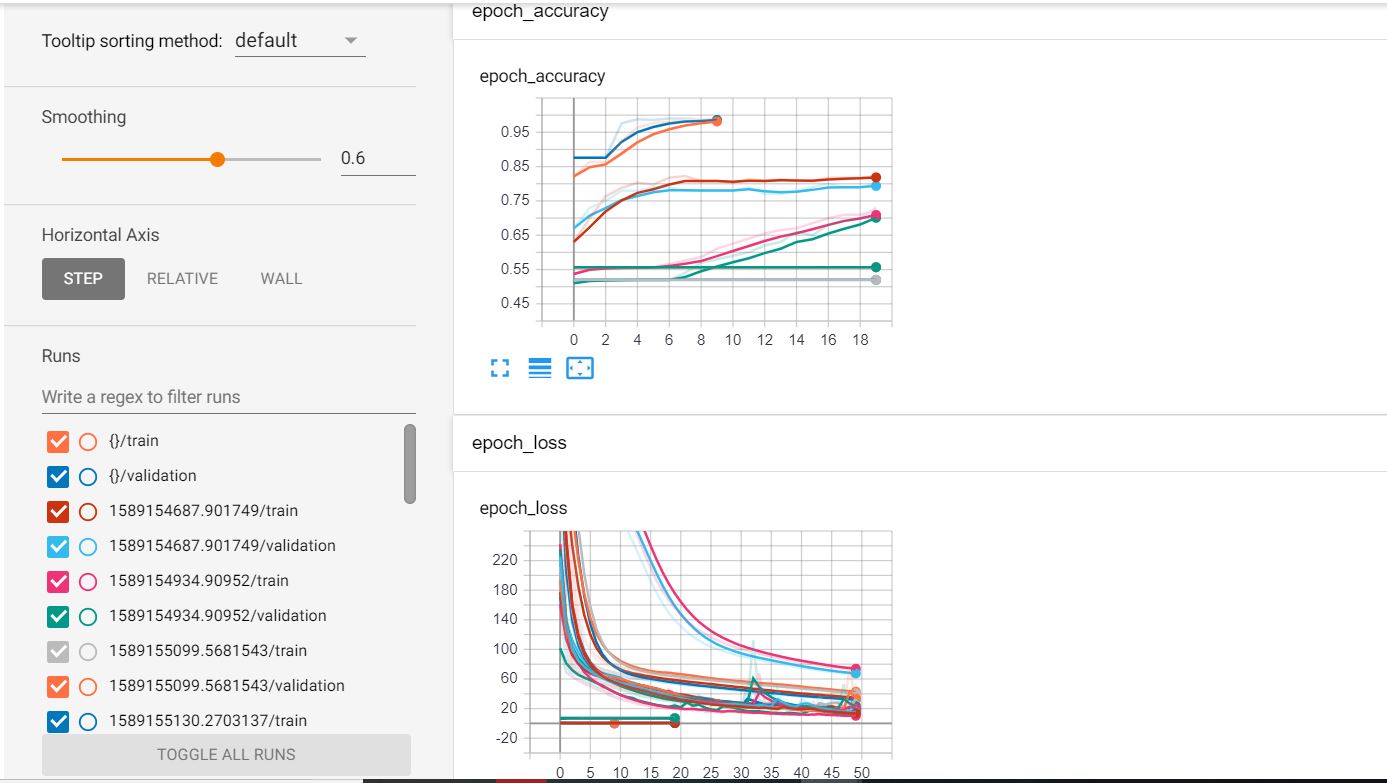 Tooltip sorting method: default
Smoothing
0.6
Horizontal Axis
STEP RELATIVE WALL
Runs
Write a regex to filter runs
{}/train
{}/validation
1589154687.901749/train
1589154687.901749/validation
1589154934.90952/train
1589154934.90952/validation
1589155099.5681543/train
1589155099.5681543/validation
1589155130.2703137/train
TOGGLE ALL RUNS
epoch_accuracy
epoch_accuracy
0.95
0.85
0.75
0.65
0.55
0.45
0 2 4 6 8 10 12 14 16 18
epoch_loss
epoch_loss
220
180
140
100
60
20
-20
0 5 10 15 20 25 30 35 40 45 50